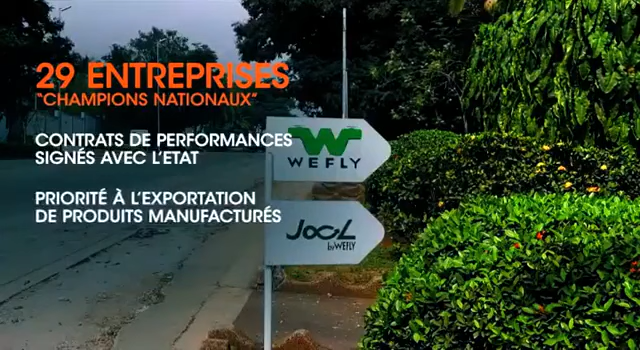 29 ENTREPRISES
"CHAMPIONS NATIONAUX"
CONTRATS DE PERFORMANCES
SIGNÉS AVEC L'ETAT
PRIORITÉ À L'EXPORTATION
DE PRODUITS MANUFACTURÉS
WEFLY
JOOL
by WEFLY